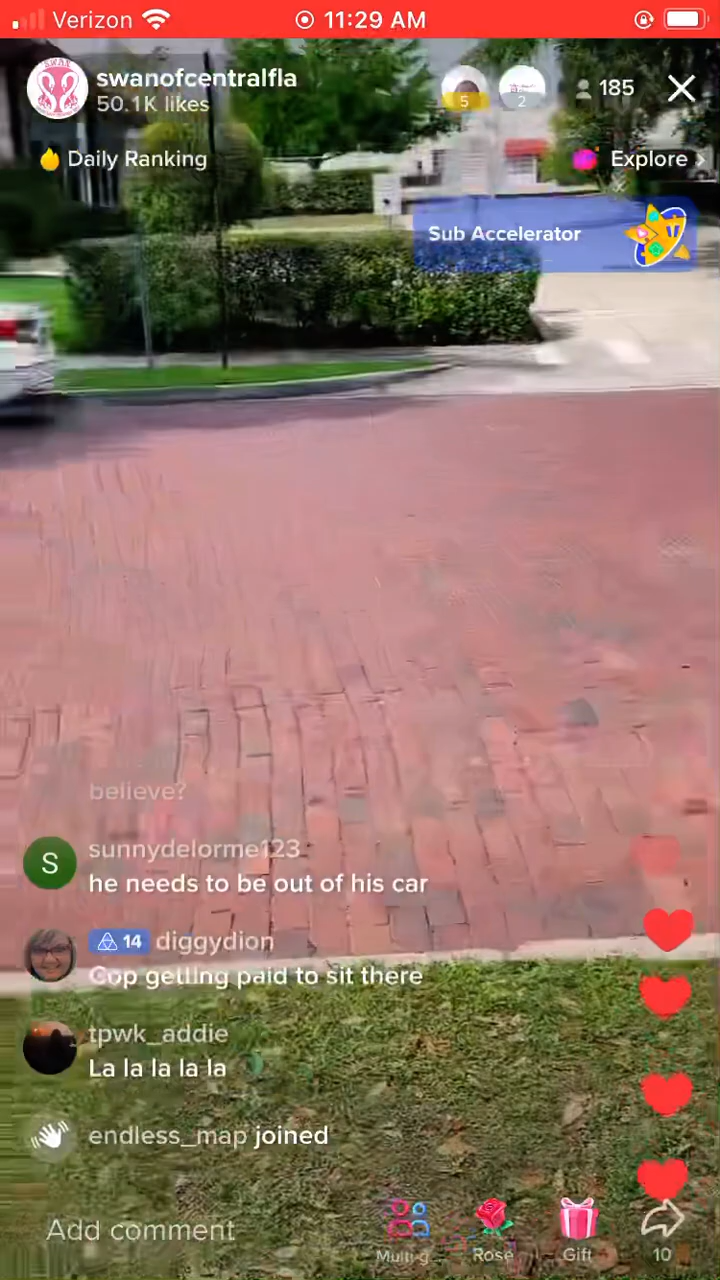 Verizon 11:29 AM
swanofcentralfla
50.1K likes
5
2
185
Daily Ranking
Explore
Sub Accelerator
believe?
S
sunnydelorme123
he needs to be out of his car
14 diggydion
Cop getting paid to sit there
tpwk_addie
La la la la la
endless_map joined
Add comment
Rose
Gift
10